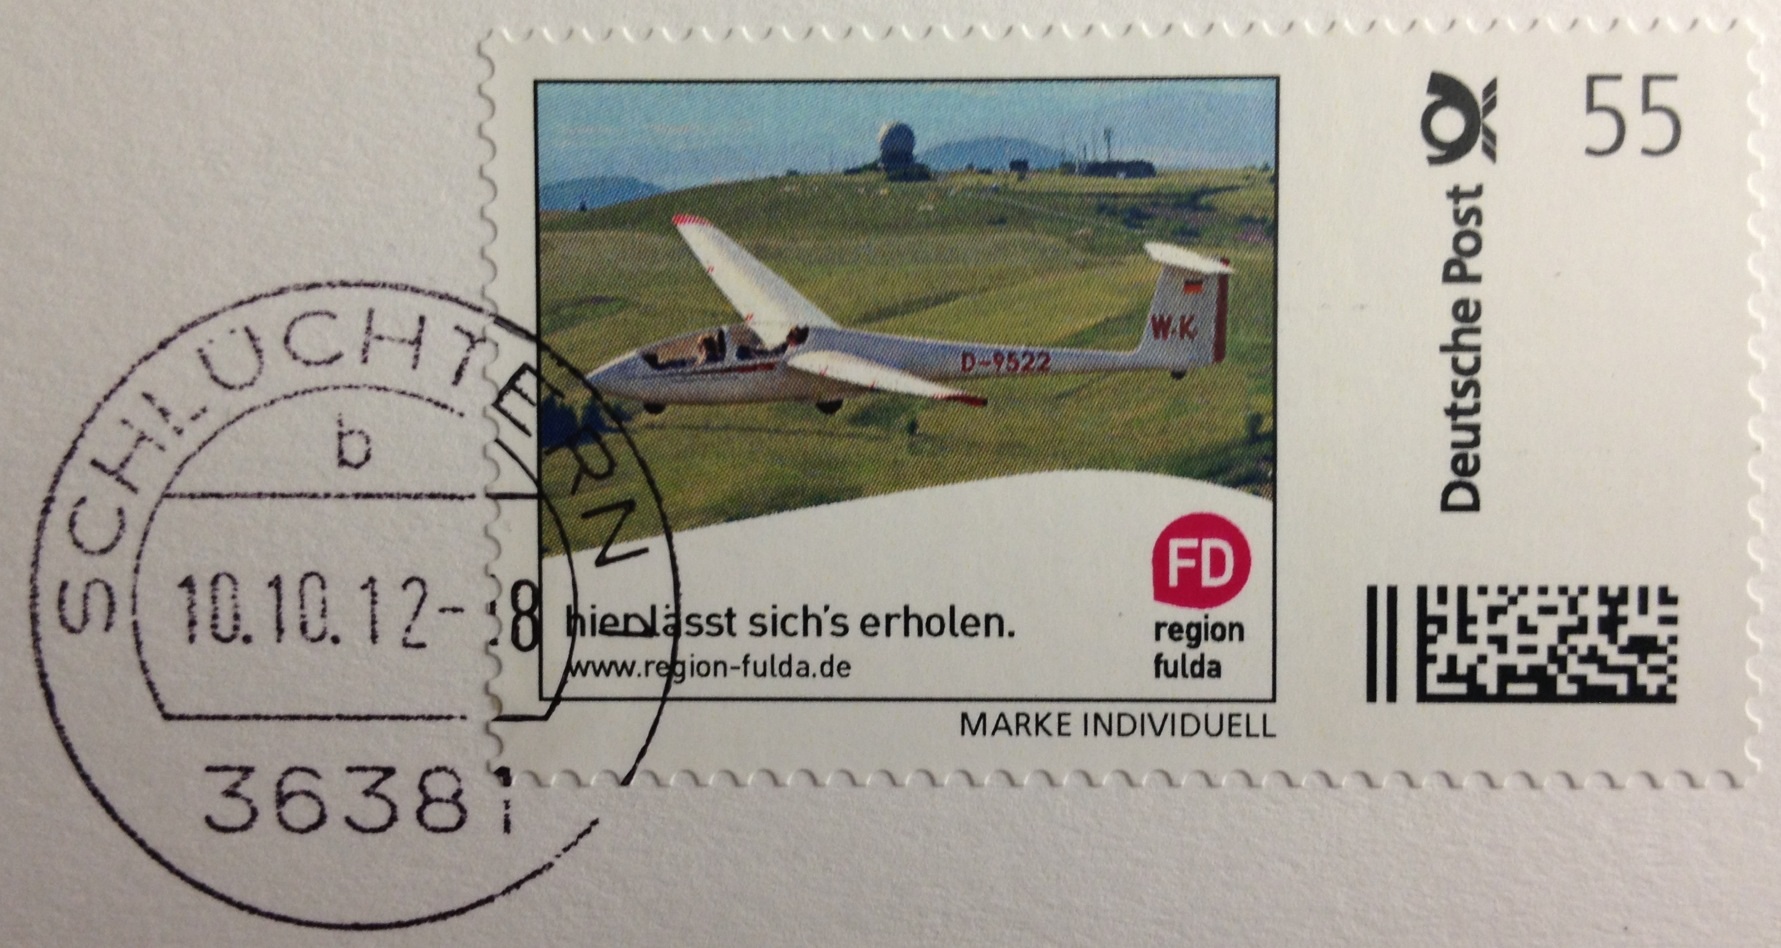 55
Deutsche Post
W.K.
D-9522
SCHLÜCHTERN
b
10.10.12-18
36381
hier lässt sich's erholen.
www.region-fulda.de
FD
region
fulda
MARKE INDIVIDUELL